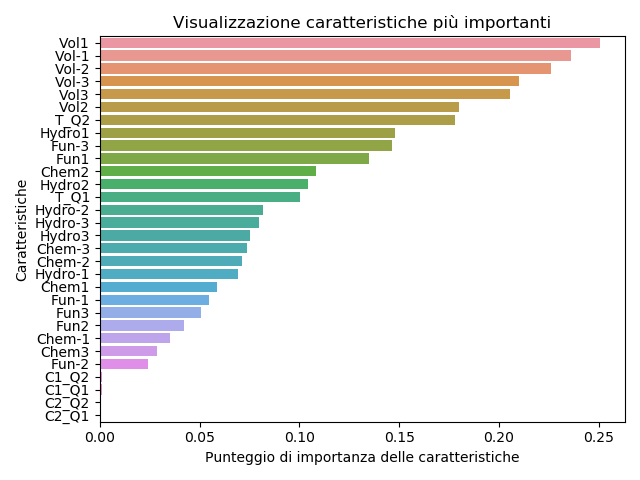 Visualizzazione caratteristiche più importanti
Vol1
Vol-1
Vol-2
Vol-3
Vol3
Vol2
T_Q2
Hydro1
Fun-3
Fun1
Chem2
Hydro2
T_Q1
Hydro-2
Hydro-3
Hydro3
Chem-3
Chem-2
Hydro-1
Chem1
Fun-1
Fun3
Fun2
Chem-1
Chem3
Fun-2
C1_Q2
C1_Q1
C2_Q2
C2_Q1
Caratteristiche
0.00 0.05 0.10 0.15 0.20 0.25
Punteggio di importanza delle caratteristiche